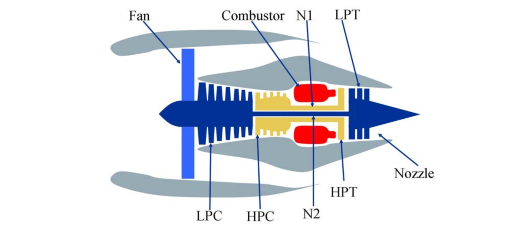 Fan
Combustor
N1
LPT
Nozzle
HPT
N2
HPC
LPC